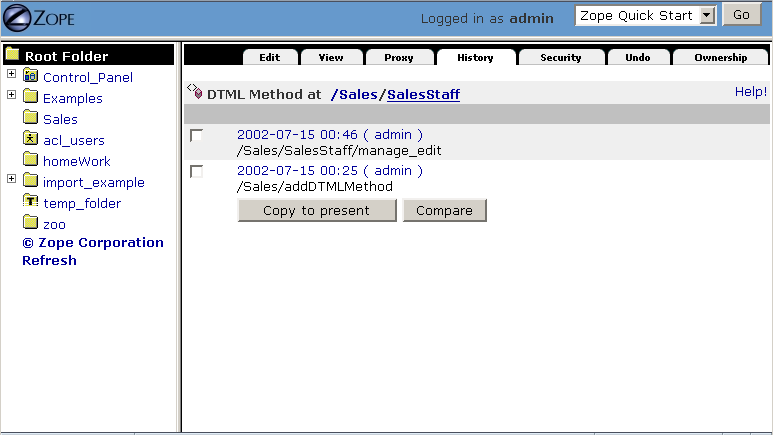 ZOPE
Logged in as admin
Zope Quick Start
Go
Root Folder
Control_Panel
Examples
Sales
acl_users
homeWork
import_example
temp_folder
zoo
© Zope Corporation
Refresh
Edit View Proxy History Security Undo Ownership
DTML Method at /Sales/SalesStaff
Help!
2002-07-15 00:46 ( admin )
/Sales/SalesStaff/manage_edit
2002-07-15 00:25 ( admin )
/Sales/addDTMLMethod
Copy to present Compare